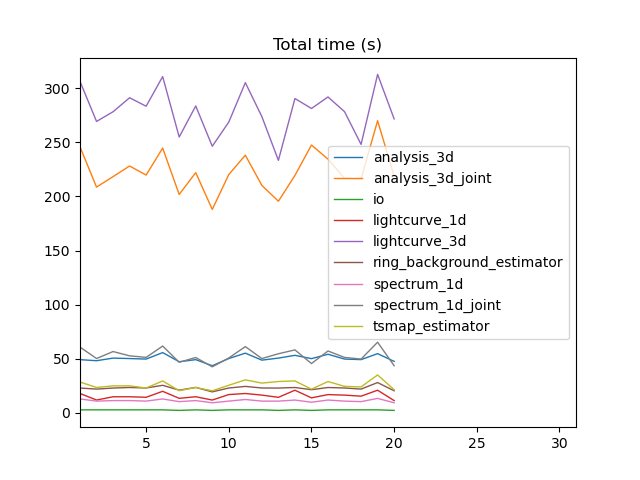 Total time (s)
300
250
200
150
100
50
0
analysis_3d
analysis_3d_joint
io
lightcurve_1d
lightcurve_3d
ring_background_estimator
spectrum_1d
spectrum_1d_joint
tsmap_estimator
5 10 15 20 25 30